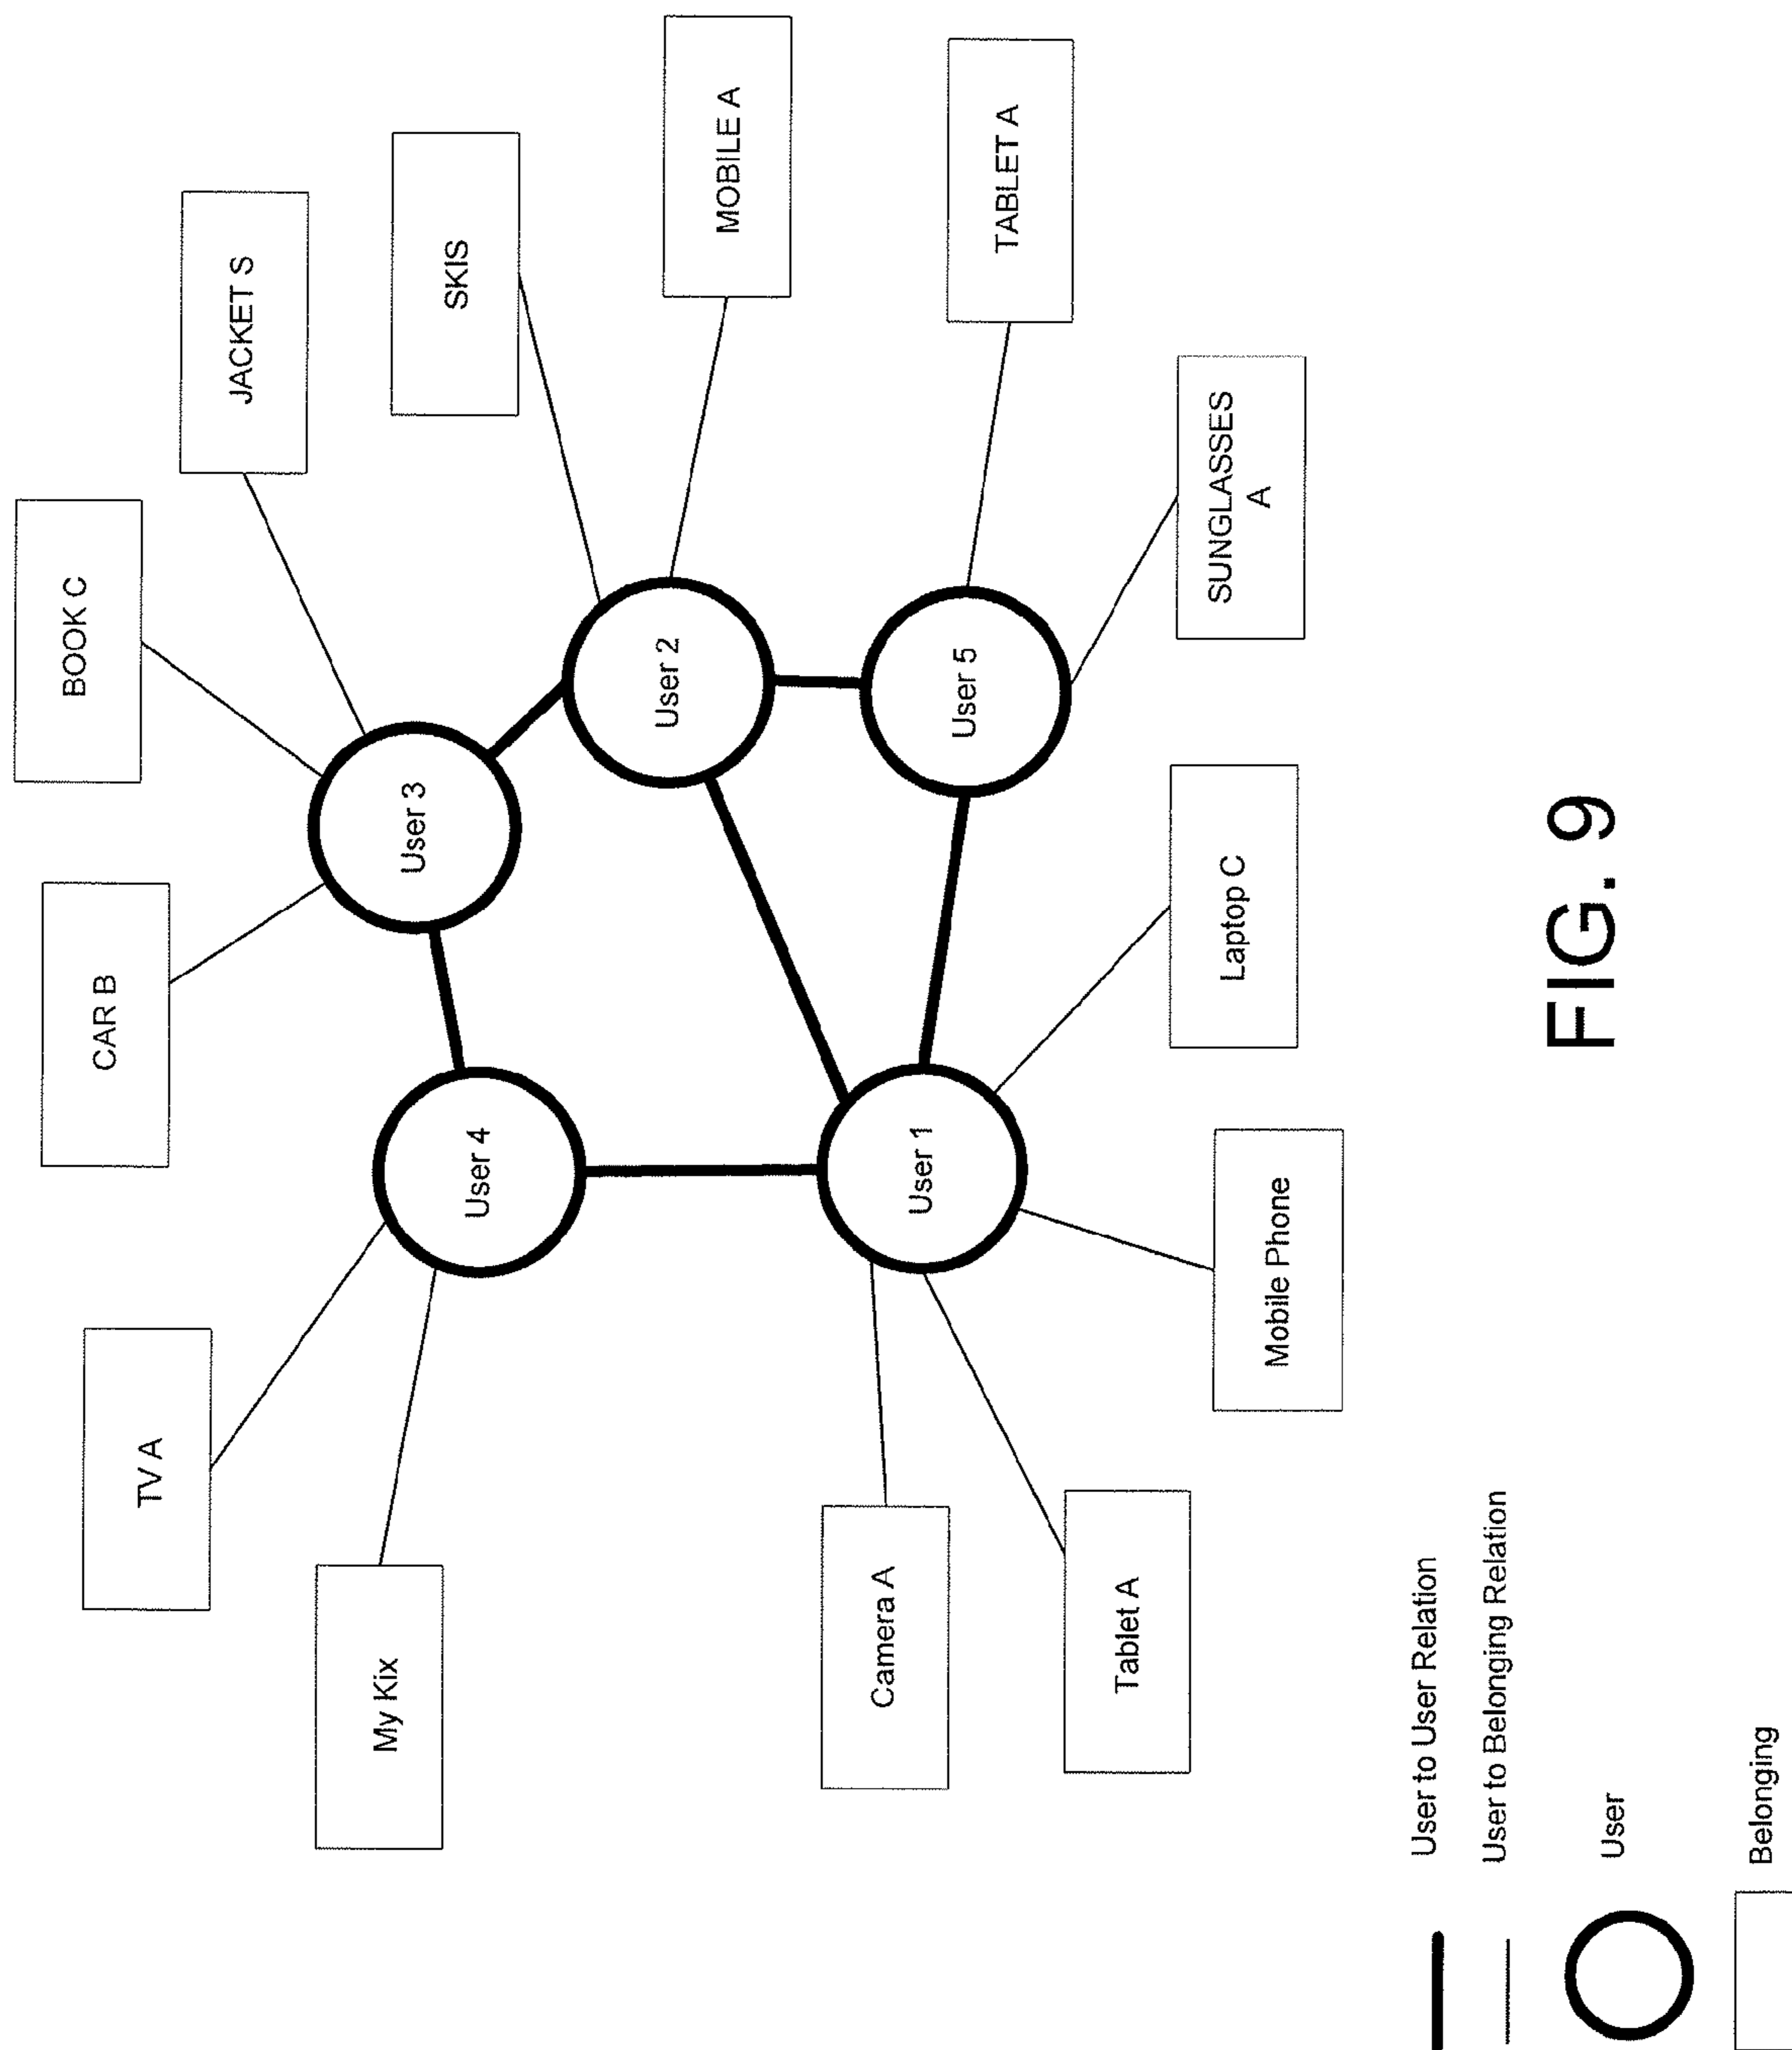 TV A
CAR B
BOOK C
JACKET S
My Kix
User 4
User 3
SKIS
User 2
MOBILE A
Camera A
User 1
User 5
TABLET A
Tablet A
Mobile Phone
Laptop C
SUNGLASSES
A
User to User Relation
User to Belonging Relation
User
Belonging
FIG. 9